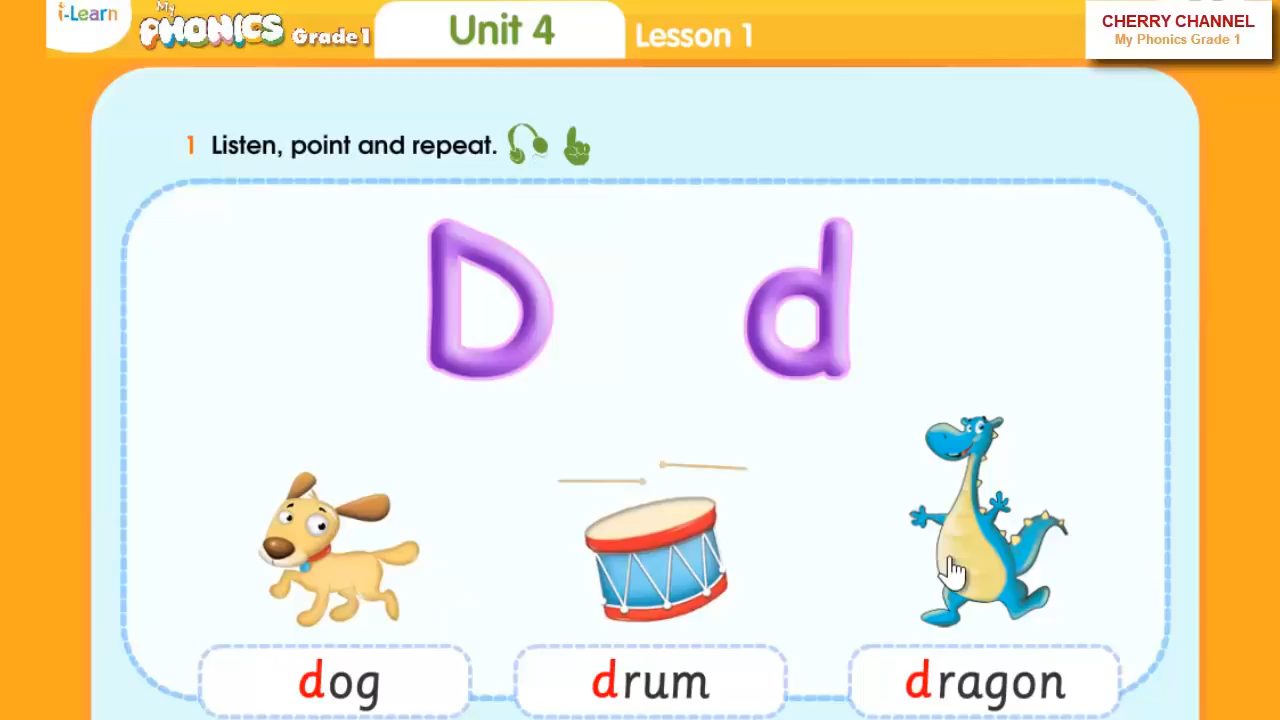 i-Learn
My
PHONICS Grade 1
Unit 4
Lesson 1
CHERRY CHANNEL
My Phonics Grade 1
1 Listen, point and repeat.
D d
dog drum dragon